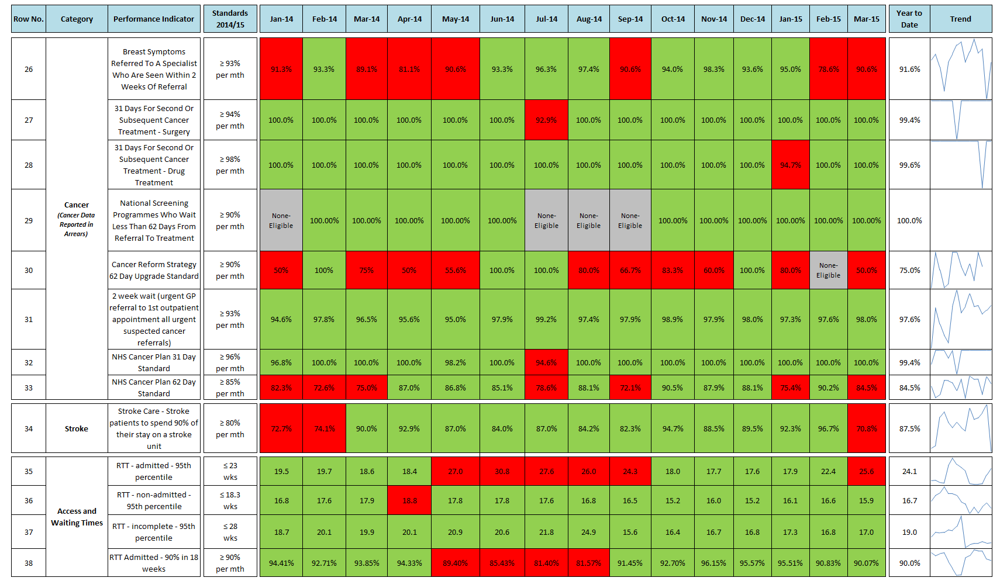 Row No. Category Performance Indicator Standards 2014/15 Jan-14 Feb-14 Mar-14 Apr-14 May-14 Jun-14 Jul-14 Aug-14 Sep-14 Oct-14 Nov-14 Dec-14 Jan-15 Feb-15 Mar-15 Year to Date Trend
Cancer
(Cancer Data Reported in Arrears)
26 Breast Symptoms Referred To A Specialist Who Are Seen Within 2 Weeks Of Referral ≥ 93% per mth 91.3% 93.3% 89.1% 81.1% 90.6% 93.3% 96.3% 97.4% 90.6% 94.0% 98.3% 93.6% 95.0% 78.6% 90.6% 91.6%
27 31 Days For Second Or Subsequent Cancer Treatment - Surgery ≥ 94% per mth 100.0% 100.0% 100.0% 100.0% 100.0% 100.0% 92.9% 100.0% 100.0% 100.0% 100.0% 100.0% 100.0% 100.0% 100.0% 99.4%
28 31 Days For Second Or Subsequent Cancer Treatment - Drug Treatment ≥ 98% per mth 100.0% 100.0% 100.0% 100.0% 100.0% 100.0% 100.0% 100.0% 100.0% 100.0% 100.0% 100.0% 94.7% 100.0% 100.0% 99.6%
29 National Screening Programmes Who Wait Less Than 62 Days From Referral To Treatment ≥ 90% per mth None-Eligible 100.00% 100.00% 100.00% 100.00% 100.00% None-Eligible None-Eligible None-Eligible 100.00% 100.00% 100.00% 100.00% 100.00% 100.00% 100.0%
30 Cancer Reform Strategy 62 Day Upgrade Standard ≥ 90% per mth 50% 100% 75% 50% 55.6% 100.0% 100.0% 80.0% 66.7% 83.3% 60.0% 100.0% 80.0% None-Eligible 50.0% 75.0%
31 2 week wait (urgent GP referral to 1st outpatient appointment all urgent suspected cancer referrals) ≥ 93% per mth 94.6% 97.8% 96.5% 95.6% 95.0% 97.9% 99.2% 97.4% 97.9% 98.9% 97.9% 98.0% 97.3% 97.6% 98.0% 97.6%
32 NHS Cancer Plan 31 Day Standard ≥ 96% per mth 96.8% 100.0% 100.0% 100.0% 98.2% 100.0% 94.6% 100.0% 100.0% 100.0% 100.0% 100.0% 100.0% 100.0% 100.0% 99.4%
33 NHS Cancer Plan 62 Day Standard ≥ 85% per mth 82.3% 72.6% 75.0% 87.0% 86.8% 85.1% 78.6% 88.1% 72.1% 90.5% 87.9% 88.1% 75.4% 90.2% 84.5% 84.5%
34 Stroke Stroke Care - Stroke patients to spend 90% of their stay on a stroke unit ≥ 80% per mth 72.7% 74.1% 90.0% 92.9% 87.0% 84.0% 87.0% 84.2% 82.3% 94.7% 88.5% 89.5% 92.3% 96.7% 70.8% 87.5%
Access and Waiting Times
35 RTT - admitted - 95th percentile ≤ 23 wks 19.5 19.7 18.6 18.4 27.0 30.8 27.6 26.0 24.3 18.0 17.7 17.6 17.9 22.4 25.6 24.1
36 RTT - non-admitted - 95th percentile ≤ 18.3 wks 16.8 17.6 17.9 18.8 17.8 17.8 17.6 16.8 16.5 15.2 16.0 15.2 16.1 16.6 15.9 16.7
37 RTT - incomplete - 95th percentile ≤ 28 wks 18.7 20.1 19.9 20.1 20.9 20.6 21.8 24.9 15.6 16.4 16.7 16.8 17.3 16.8 17.0 19.0
38 RTT Admitted - 90% in 18 weeks ≥ 90% per mth 94.41% 92.71% 93.85% 94.33% 89.40% 85.43% 81.40% 81.57% 91.45% 92.70% 96.15% 95.57% 95.51% 90.83% 90.07% 90.0%